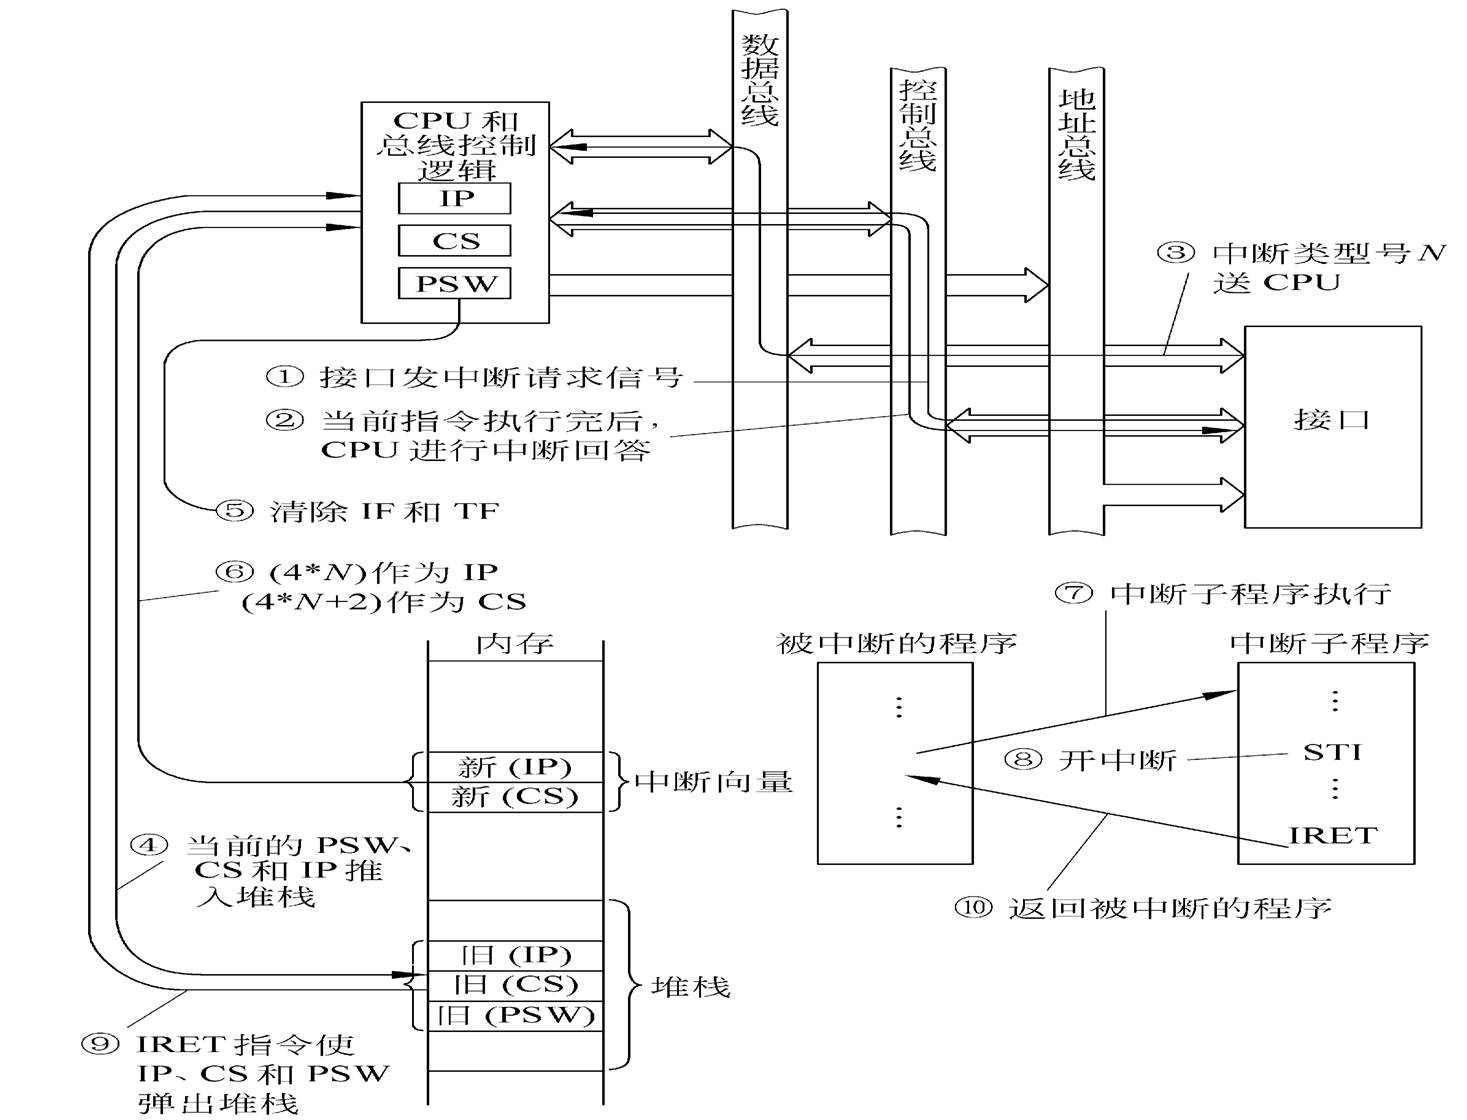 数据总线
控制总线
地址总线
CPU 和
总线控制
逻辑
IP
CS
PSW
③ 中断类型号 N
送 CPU
① 接口发中断请求信号
② 当前指令执行完后，
CPU 进行中断回答
接口
⑤ 清除 IF 和 TF
⑥ (4*N)作为 IP
(4*N+2)作为 CS
⑦ 中断子程序执行
内存
被中断的程序
中断子程序
⋮
⋮
⑧ 开中断
STI
新 (IP)
新 (CS)
中断向量
⋮
⋮
IRET
④ 当前的 PSW、
CS 和 IP 推
入堆栈
⑩ 返回被中断的程序
旧 (IP)
旧 (CS)
旧 (PSW)
堆栈
⑨ IRET 指令使
IP、CS 和 PSW
弹出堆栈